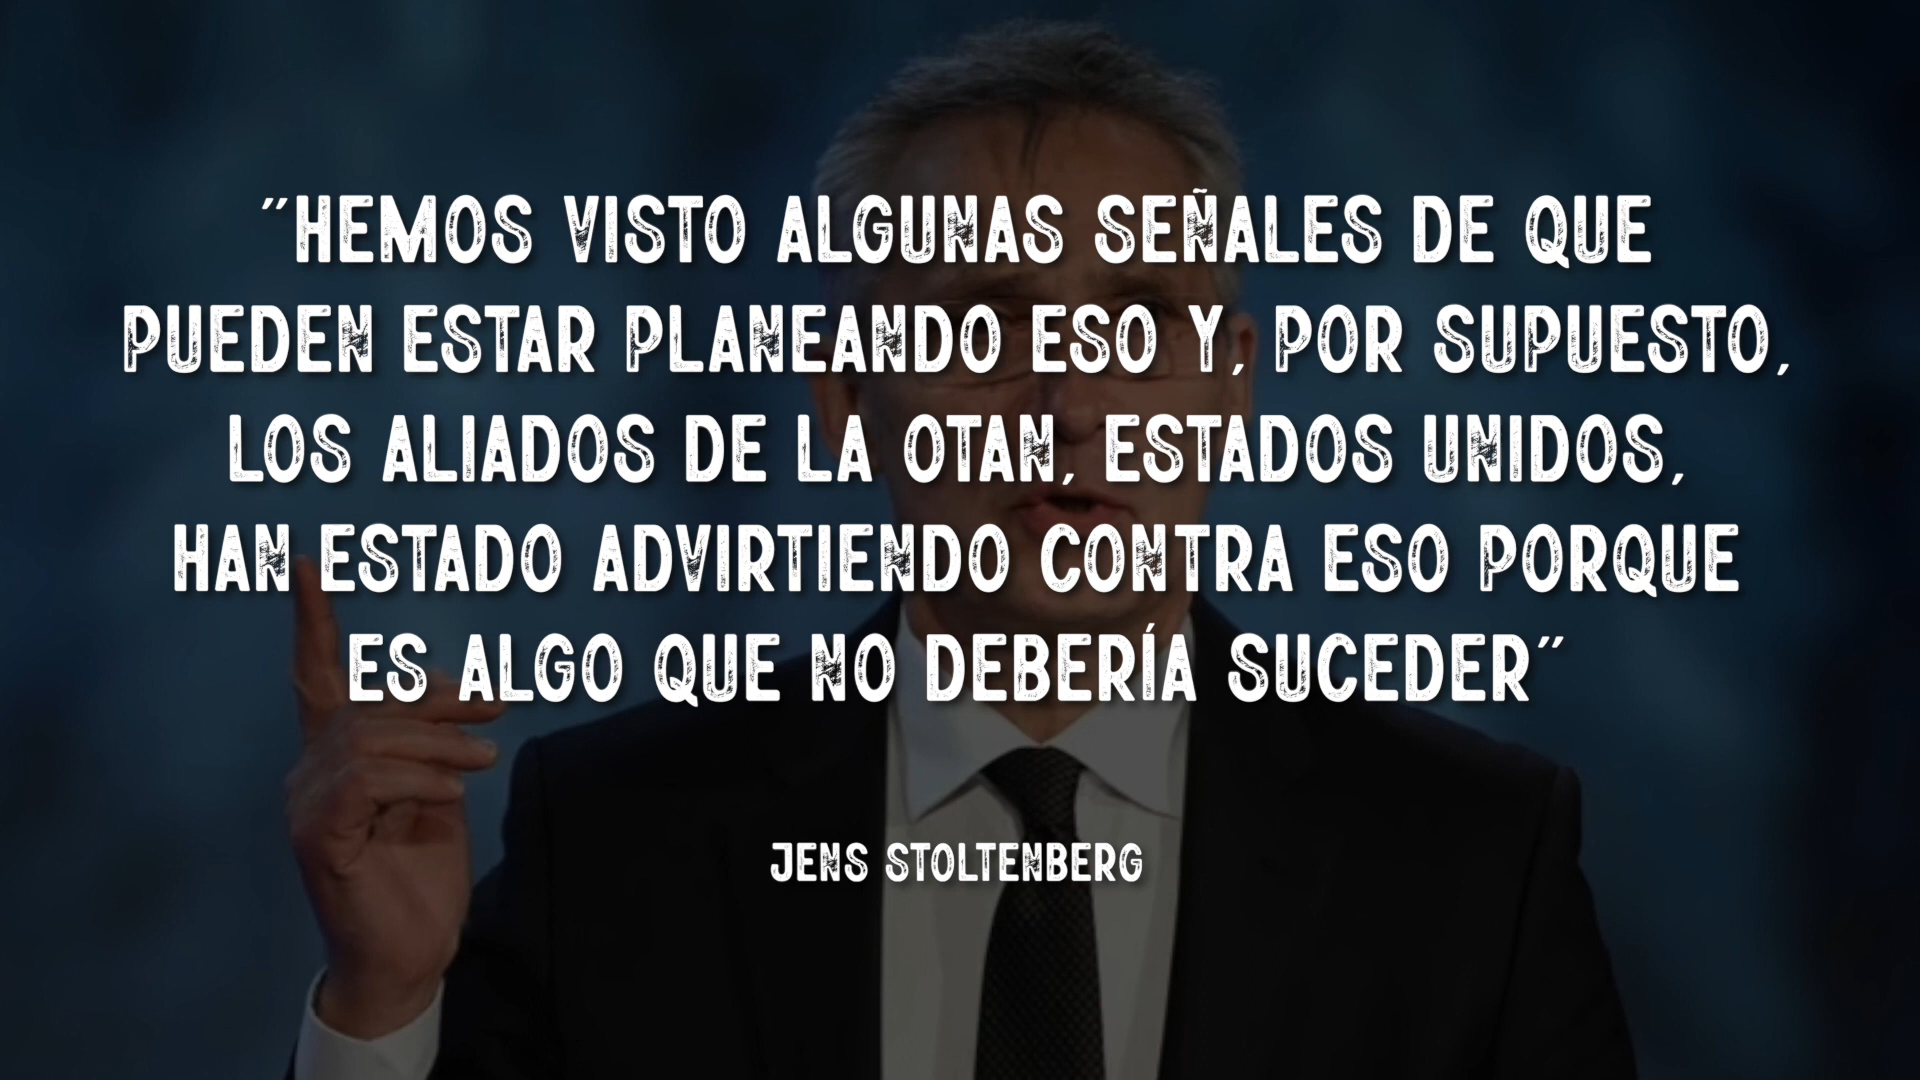 "HEMOS VISTO ALGUNAS SEÑALES DE QUE
PUEDEN ESTAR PLANEANDO ESO Y, POR SUPUESTO,
LOS ALIADOS DE LA OTAN, ESTADOS UNIDOS,
HAN ESTADO ADVIRTIENDO CONTRA ESO PORQUE
ES ALGO QUE NO DEBERÍA SUCEDER"
JENS STOLTENBERG